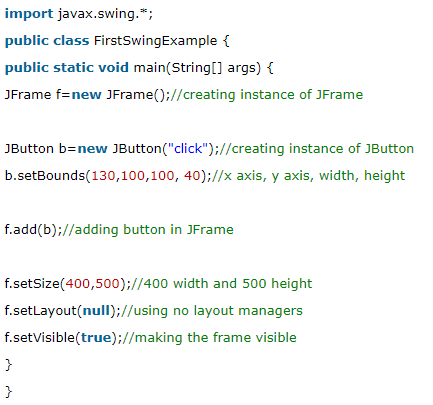 import javax.swing.*;
public class FirstSwingExample {
public static void main(String[] args) {
JFrame f=new JFrame();//creating instance of JFrame
JButton b=new JButton("click");//creating instance of JButton
b.setBounds(130,100,100, 40);//x axis, y axis, width, height
f.add(b);//adding button in JFrame
f.setSize(400,500);//400 width and 500 height
f.setLayout(null);//using no layout managers
f.setVisible(true);//making the frame visible
}
}